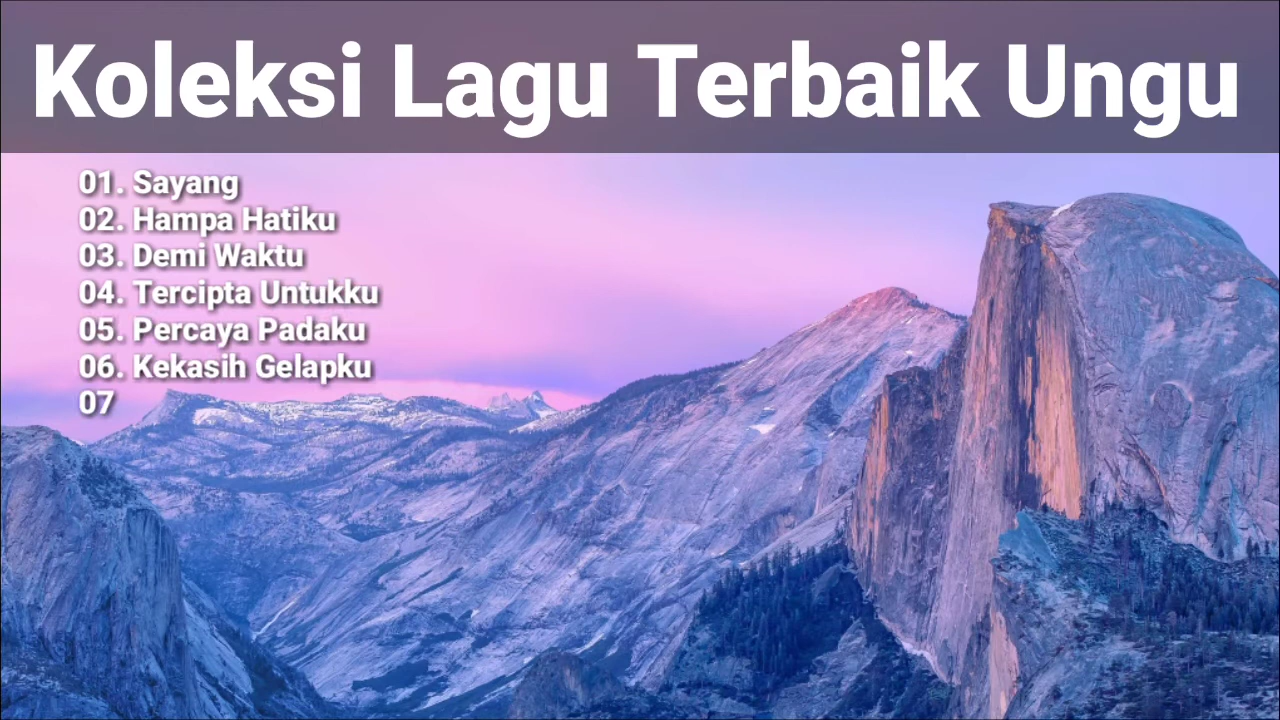 Koleksi Lagu Terbaik Ungu
01. Sayang
02. Hampa Hatiku
03. Demi Waktu
04. Tercipta Untukku
05. Percaya Padaku
06. Kekasih Gelapku
07